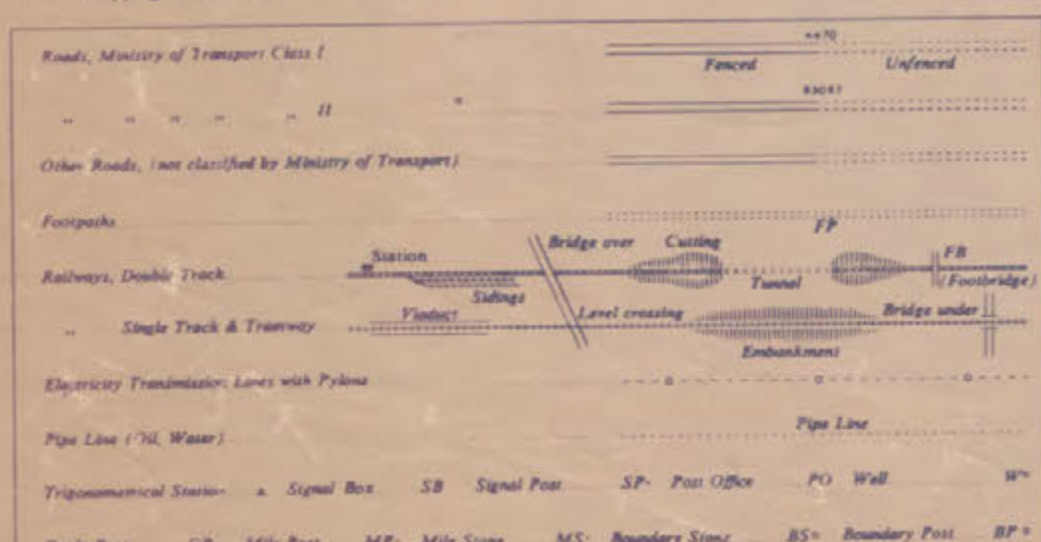 Roads, Ministry of Transport Class I A470
Fenced Unfenced
" " " " " II " B3087
Other Roads, (not classified by Ministry of Transport)
Footpaths FP
Station Bridge over Cutting FB
Railways, Double Track Sidings Tunnel (Footbridge)
" Single Track & Tramway Viaduct Level crossing Bridge under
Embankment
Electricity Transmission Lines with Pylons
Pipe Line (Oil, Water) Pipe Line
Trigonometrical Station Signal Box SB Signal Post SP Post Office PO Well W
Mile Post MP Mile Stone MS Boundary Stone BS Boundary Post BP